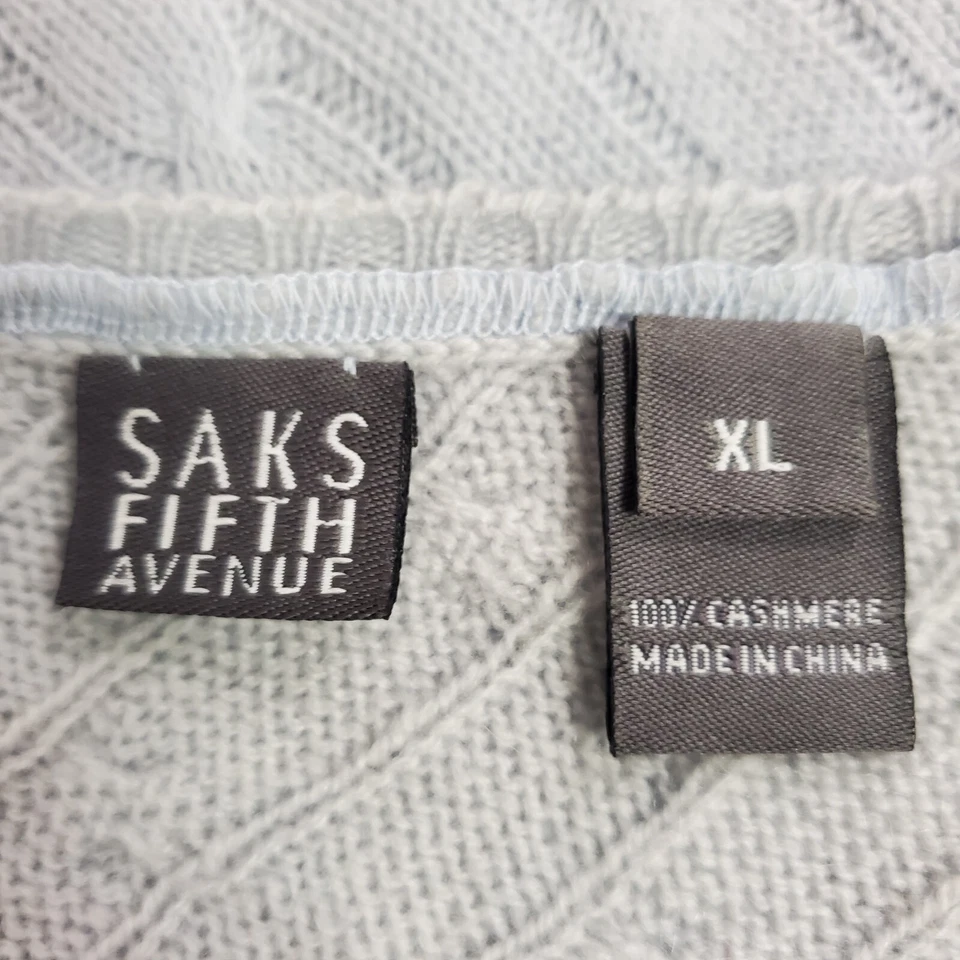 SAKS
FIFTH
AVENUE
XL
100% CASHMERE
MADE IN CHINA